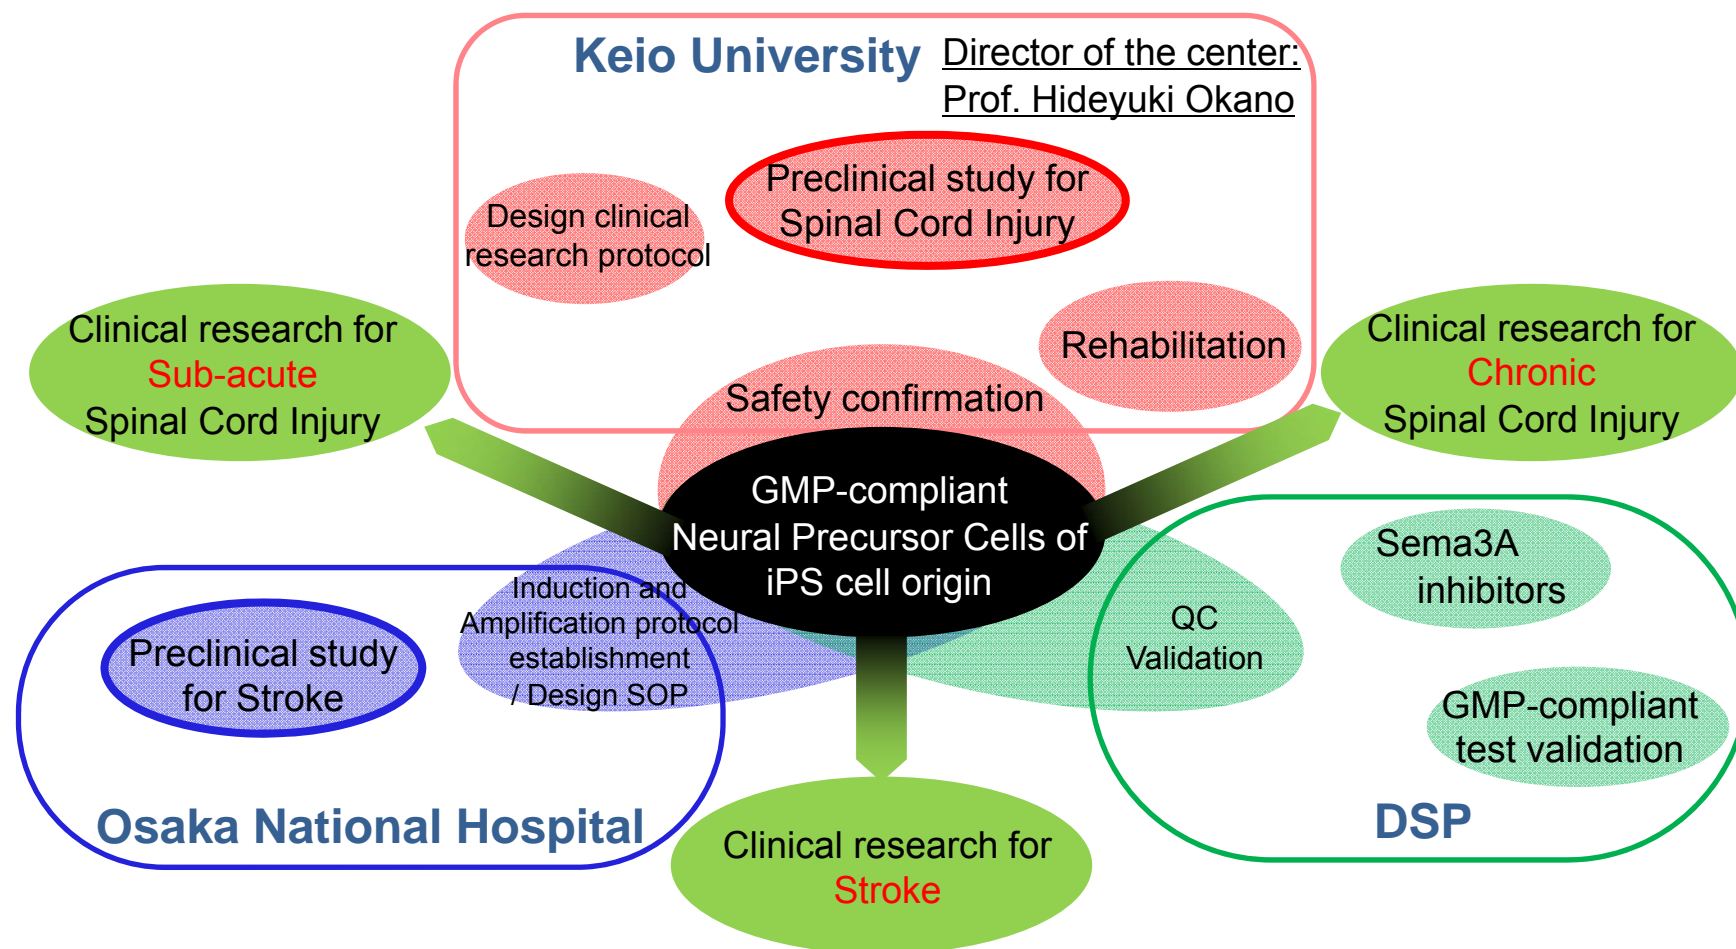 Keio University
Director of the center:
Prof. Hideyuki Okano
Preclinical study for
Spinal Cord Injury
Design clinical
research protocol
Rehabilitation
Safety confirmation
Clinical research for
Sub-acute
Spinal Cord Injury
Clinical research for
Chronic
Spinal Cord Injury
GMP-compliant
Neural Precursor Cells of
iPS cell origin
Induction and
Amplification protocol
establishment
/ Design SOP
Preclinical study
for Stroke
Osaka National Hospital
QC
Validation
Sema3A
inhibitors
GMP-compliant
test validation
DSP
Clinical research for
Stroke